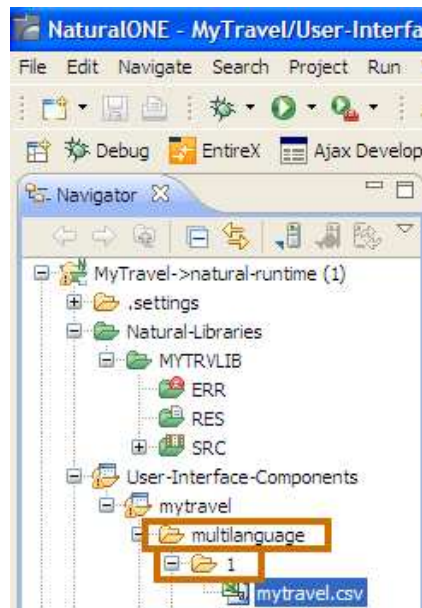 NaturalONE - MyTravel/User-Interfa
File Edit Navigate Search Project Run
Debug EntireX Ajax Develop
Navigator
MyTravel->natural-runtime (1)
.settings
Natural-Libraries
MYTRVLIB
ERR
RES
SRC
User-Interface-Components
mytravel
multilanguage
1
mytravel.csv